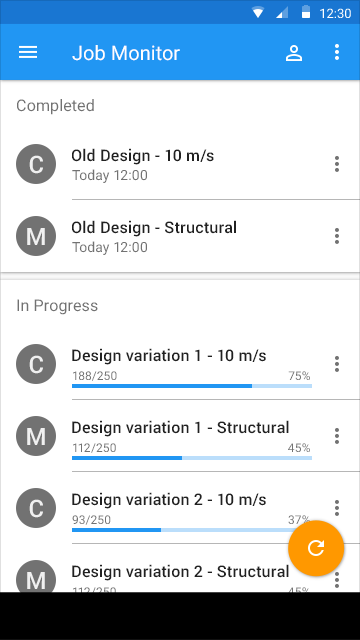 12:30
Job Monitor
Completed
C
Old Design - 10 m/s
Today 12:00
M
Old Design - Structural
Today 12:00
In Progress
C
Design variation 1 - 10 m/s
188/250 75%
M
Design variation 1 - Structural
112/250 45%
C
Design variation 2 - 10 m/s
93/250 37%
M
Design variation 2 - Structural
112/250 45%